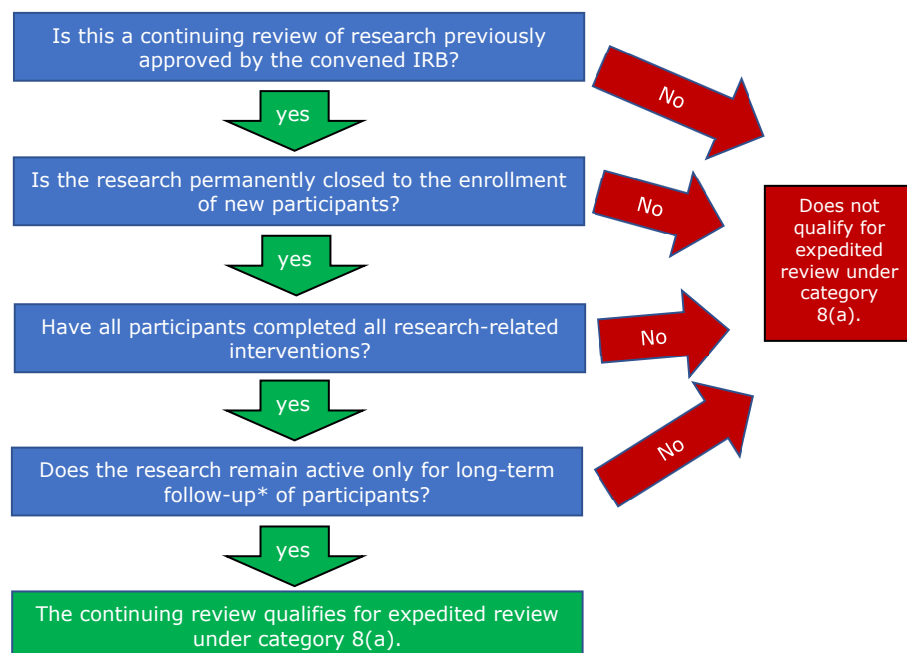 Is this a continuing review of research previously
approved by the convened IRB?
No
yes
Is the research permanently closed to the enrollment
of new participants?
No
yes
Does not
qualify for
expedited
review under
category
8(a).
Have all participants completed all research-related
interventions?
No
yes
Does the research remain active only for long-term
follow-up* of participants?
No
yes
The continuing review qualifies for expedited review
under category 8(a).